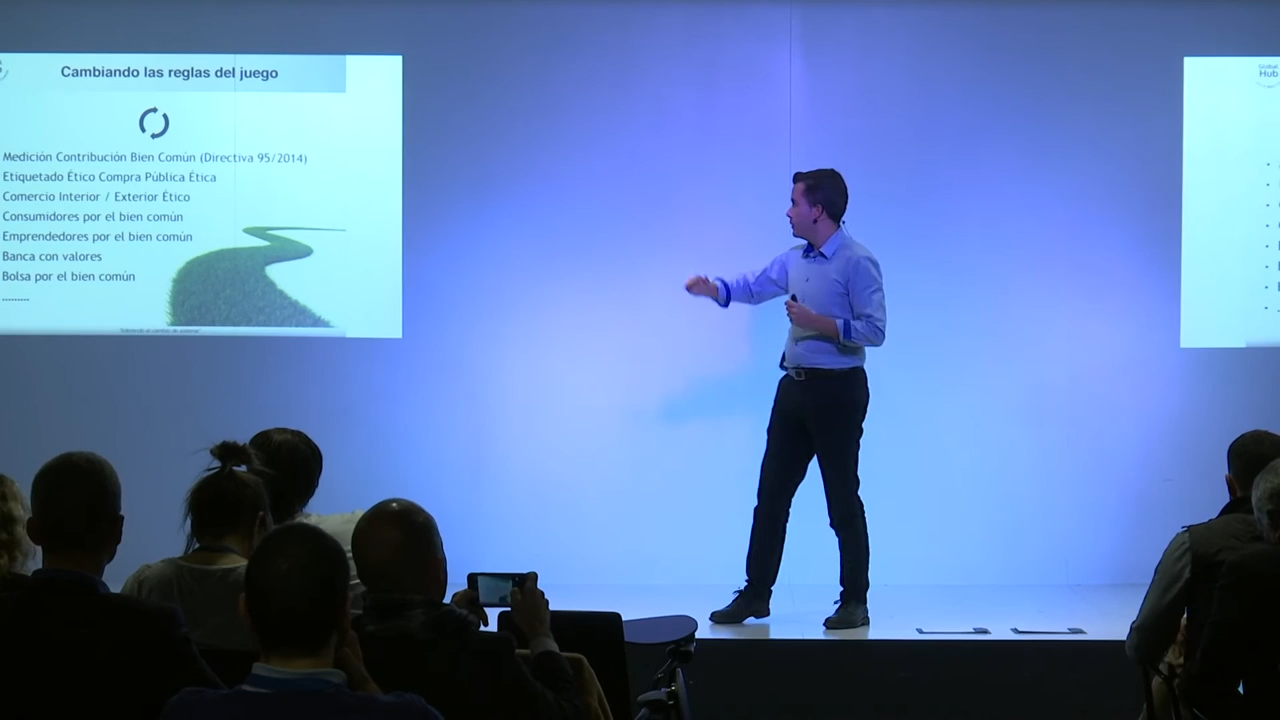 Cambiando las reglas del juego
Medición Contribución Bien Común (Directiva 95/2014)
Etiquetado Ético Compra Pública Ética
Comercio Interior / Exterior Ético
Consumidores por el bien común
Emprendedores por el bien común
Banca con valores
Bolsa por el bien común
---------
Global
Hub